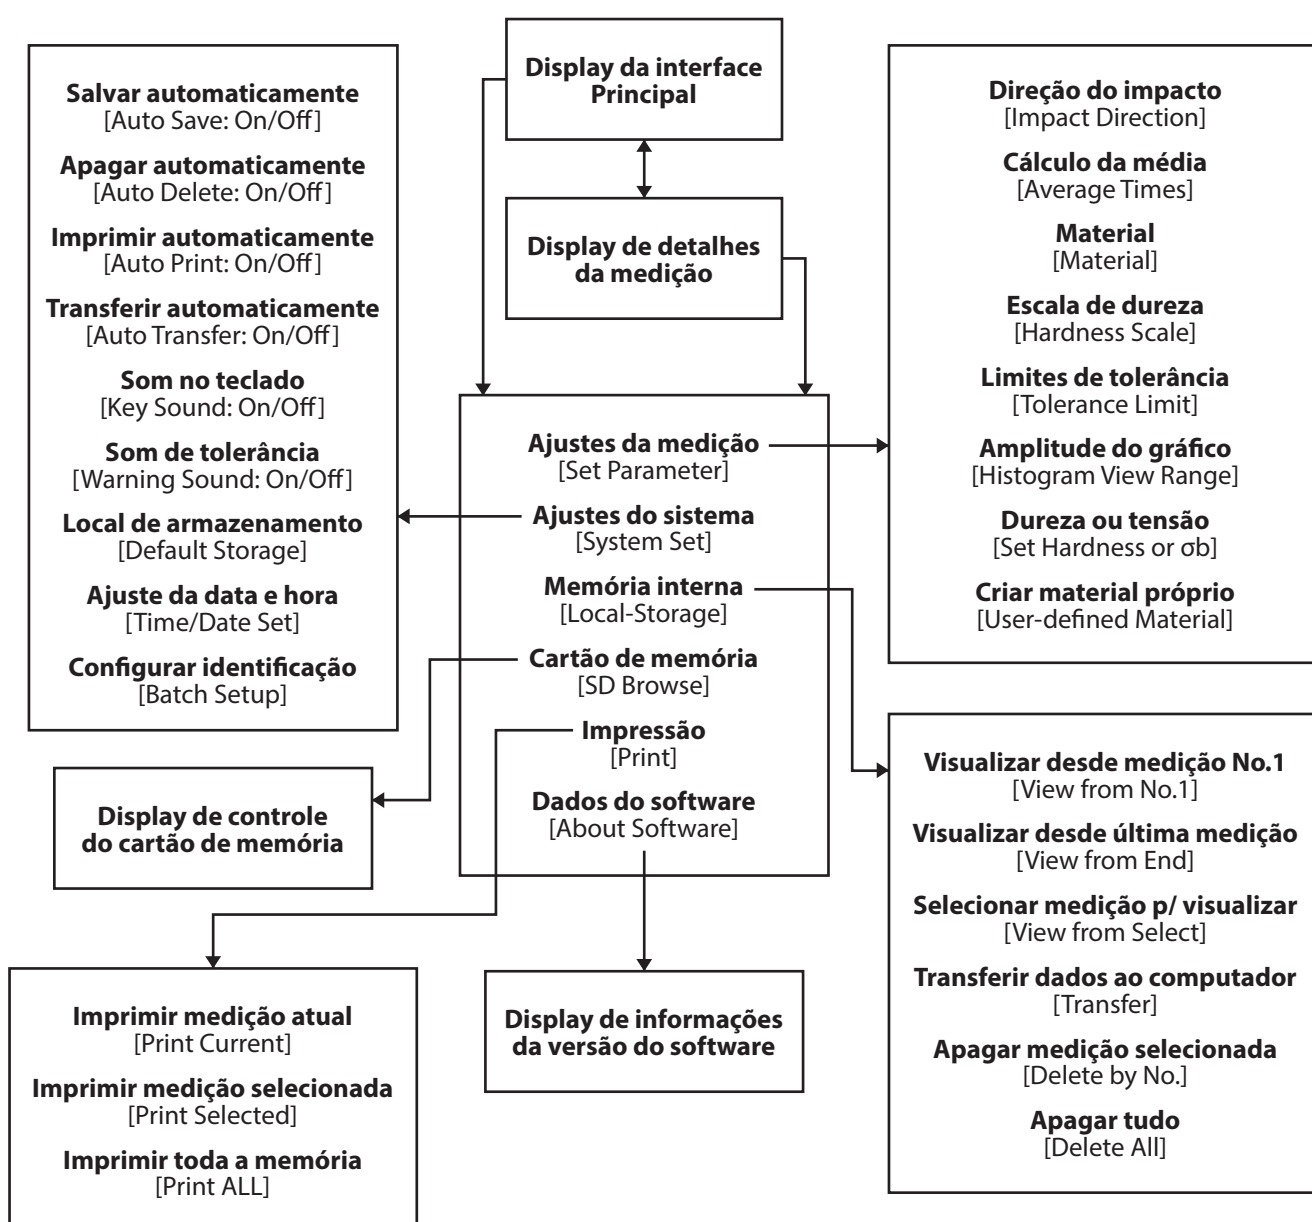 Display da interface
Principal
Display de detalhes
da medição
Salvar automaticamente
[Auto Save: On/Off]
Apagar automaticamente
[Auto Delete: On/Off]
Imprimir automaticamente
[Auto Print: On/Off]
Transferir automaticamente
[Auto Transfer: On/Off]
Som no teclado
[Key Sound: On/Off]
Som de tolerância
[Warning Sound: On/Off]
Local de armazenamento
[Default Storage]
Ajuste da data e hora
[Time/Date Set]
Configurar identificação
[Batch Setup]
Ajustes da medição
[Set Parameter]
Ajustes do sistema
[System Set]
Memória interna
[Local-Storage]
Cartão de memória
[SD Browse]
Impressão
[Print]
Dados do software
[About Software]
Direção do impacto
[Impact Direction]
Cálculo da média
[Average Times]
Material
[Material]
Escala de dureza
[Hardness Scale]
Limites de tolerância
[Tolerance Limit]
Amplitude do gráfico
[Histogram View Range]
Dureza ou tensão
[Set Hardness or σb]
Criar material próprio
[User-defined Material]
Display de controle
do cartão de memória
Visualizar desde medição No.1
[View from No.1]
Visualizar desde última medição
[View from End]
Selecionar medição p/ visualizar
[View from Select]
Transferir dados ao computador
[Transfer]
Apagar medição selecionada
[Delete by No.]
Apagar tudo
[Delete All]
Imprimir medição atual
[Print Current]
Imprimir medição selecionada
[Print Selected]
Imprimir toda a memória
[Print ALL]
Display de informações
da versão do software